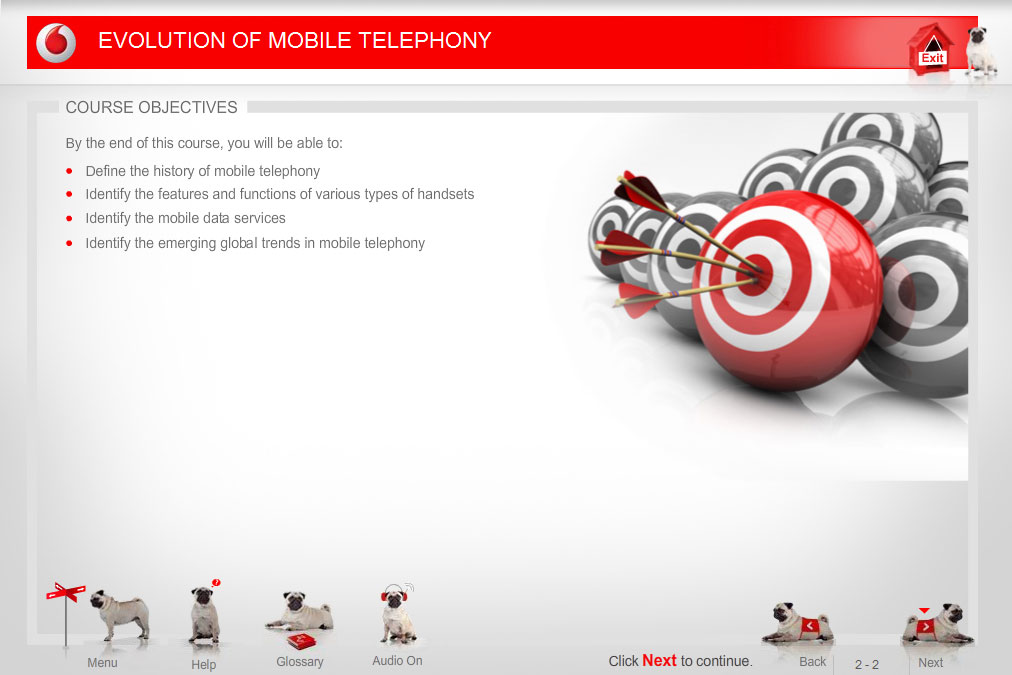 EVOLUTION OF MOBILE TELEPHONY
Exit
COURSE OBJECTIVES
By the end of this course, you will be able to:
Define the history of mobile telephony
Identify the features and functions of various types of handsets
Identify the mobile data services
Identify the emerging global trends in mobile telephony
?
Menu
Help
Glossary
Audio On
Click Next to continue.
<
Back
2 - 2
>
Next